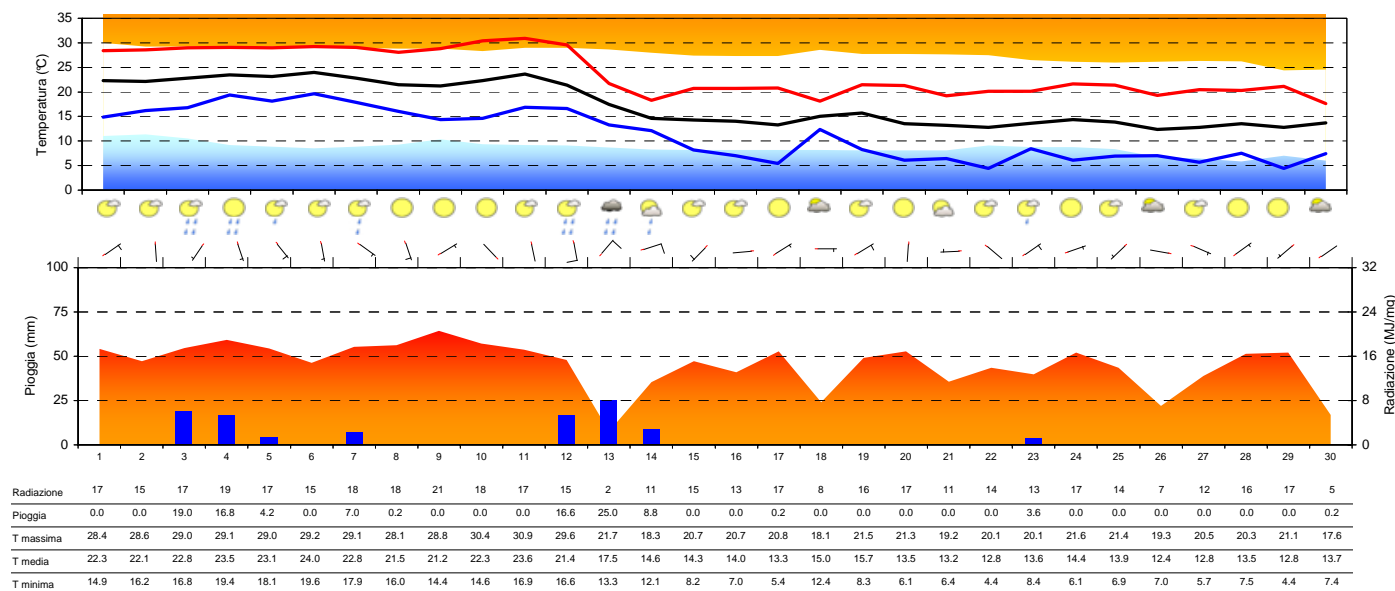 35
30
25
20
15
10
5
0
Temperatura (°C)
100 32
75 24
50 16
25 8
0 0
Pioggia (mm)
Radiazione (MJ/mq)
1 2 3 4 5 6 7 8 9 10 11 12 13 14 15 16 17 18 19 20 21 22 23 30 25 26 27 28 29 30
Radiazione 17 15 17 19 17 15 18 18 21 18 17 15 2 11 15 13 17 8 16 17 11 14 13 17 14 7 12 16 17 5
Pioggia 0.0 0.0 19.0 16.8 4.2 0.0 7.0 0.2 0.0 0.0 0.0 16.6 25.0 8.8 0.0 0.0 0.2 0.0 0.0 0.0 0.0 0.0 3.6 0.0 0.0 0.0 0.0 0.0 0.0 0.2
T massima 28.4 28.6 29.0 29.1 29.0 29.2 29.1 28.1 28.8 30.4 30.9 29.6 21.7 18.3 20.7 20.7 20.8 18.1 21.5 21.3 19.2 20.1 20.1 21.6 21.4 19.3 20.5 20.3 21.1 17.6
T media 22.3 22.1 22.8 23.5 23.1 24.0 22.8 21.5 21.2 22.3 23.6 21.4 17.5 14.6 14.3 14.0 13.3 15.0 15.7 13.5 13.2 12.8 13.6 14.4 13.9 12.4 12.8 13.5 12.8 13.7
T minima 14.9 16.2 16.8 19.4 18.1 19.6 17.9 16.0 14.4 14.6 16.9 16.6 13.3 12.1 8.2 7.0 5.4 12.4 8.3 6.1 6.4 4.4 8.4 6.1 6.9 7.0 5.7 7.5 4.4 7.4